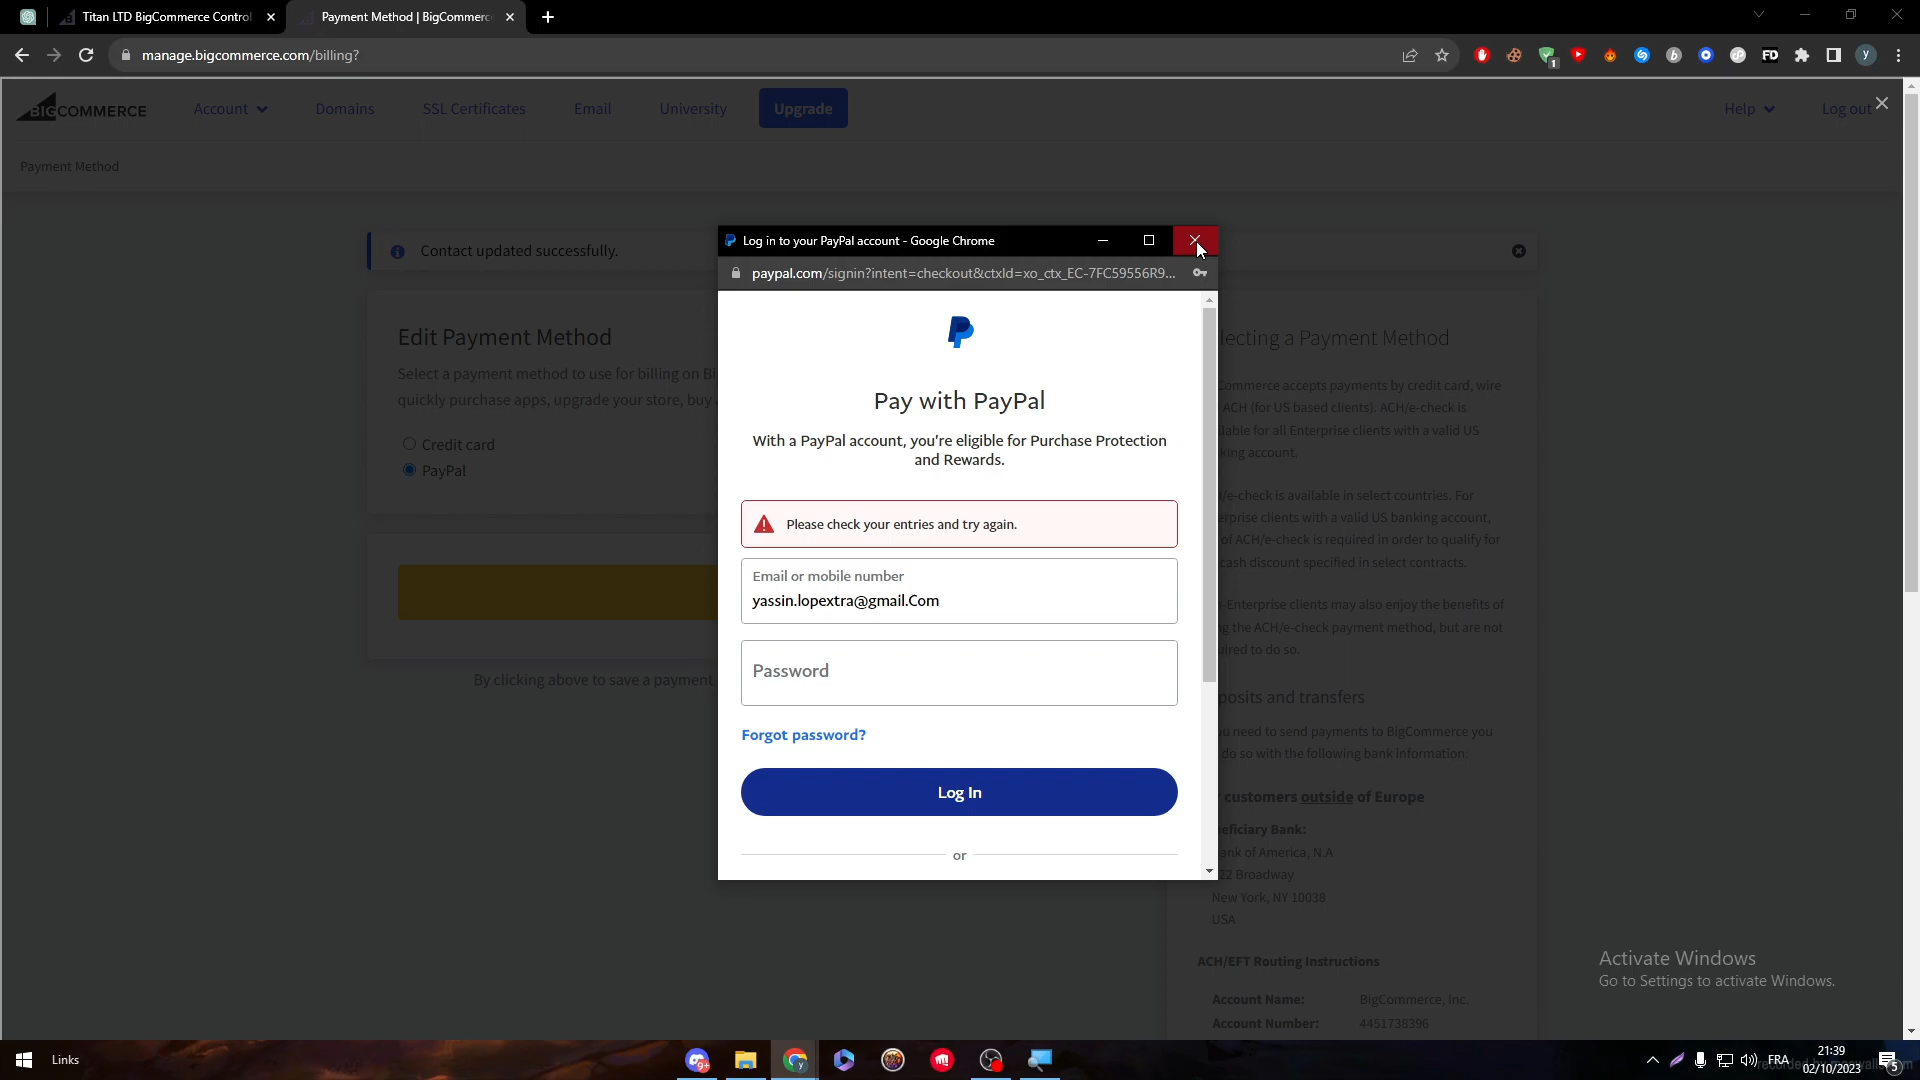 Titan LTD BigCommerce Control
Payment Method | BigCommerc
manage.bigcommerce.com/billing?
1
FD
y
BIGCOMMERCE
Account
Domains
SSL Certificates
Email
University
Upgrade
Help
Log out
Payment Method
Contact updated successfully.
Edit Payment Method
Select a payment method to use for billing on Bi
quickly purchase apps, upgrade your store, buy
Credit card
PayPal
By clicking above to save a payment
Log in to your PayPal account - Google Chrome
paypal.com/signin?intent=checkout&ctxId=xo_ctx_EC-7FC59556R9...
Pay with PayPal
With a PayPal account, you're eligible for Purchase Protection
and Rewards.
Please check your entries and try again.
Email or mobile number
yassin.lopextra@gmail.Com
Password
Forgot password?
Log In
or
lecting a Payment Method
Commerce accepts payments by credit card, wire
ACH (for US based clients). ACH/e-check is
ilable for all Enterprise clients with a valid US
king account.
/e-check is available in select countries. For
erprise clients with a valid US banking account,
of ACH/e-check is required in order to qualify for
cash discount specified in select contracts.
-Enterprise clients may also enjoy the benefits of
g the ACH/e-check payment method, but are not
uired to do so.
posits and transfers
u need to send payments to BigCommerce you
do so with the following bank information:
customers outside of Europe
eficiary Bank:
ank of America, N.A
22 Broadway
New York, NY 10038
USA
ACH/EFT Routing Instructions
Account Name: BigCommerce, Inc.
Account Number: 4451738396
Activate Windows
Go to Settings to activate Windows.
Links
9+
y
FRA
21:39
02/10/2023
5